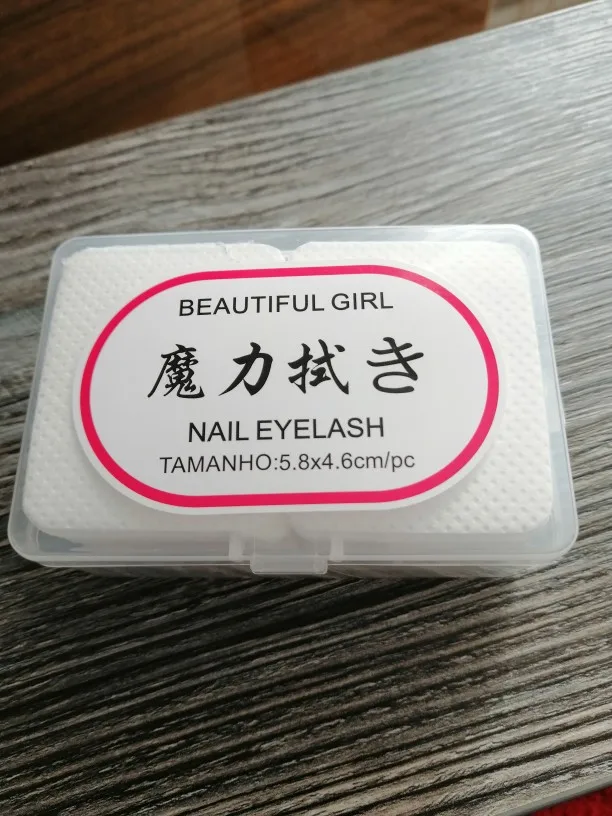 BEAUTIFUL GIRL
魔力拭き
NAIL EYELASH
TAMANHO:5.8x4.6cm/pc